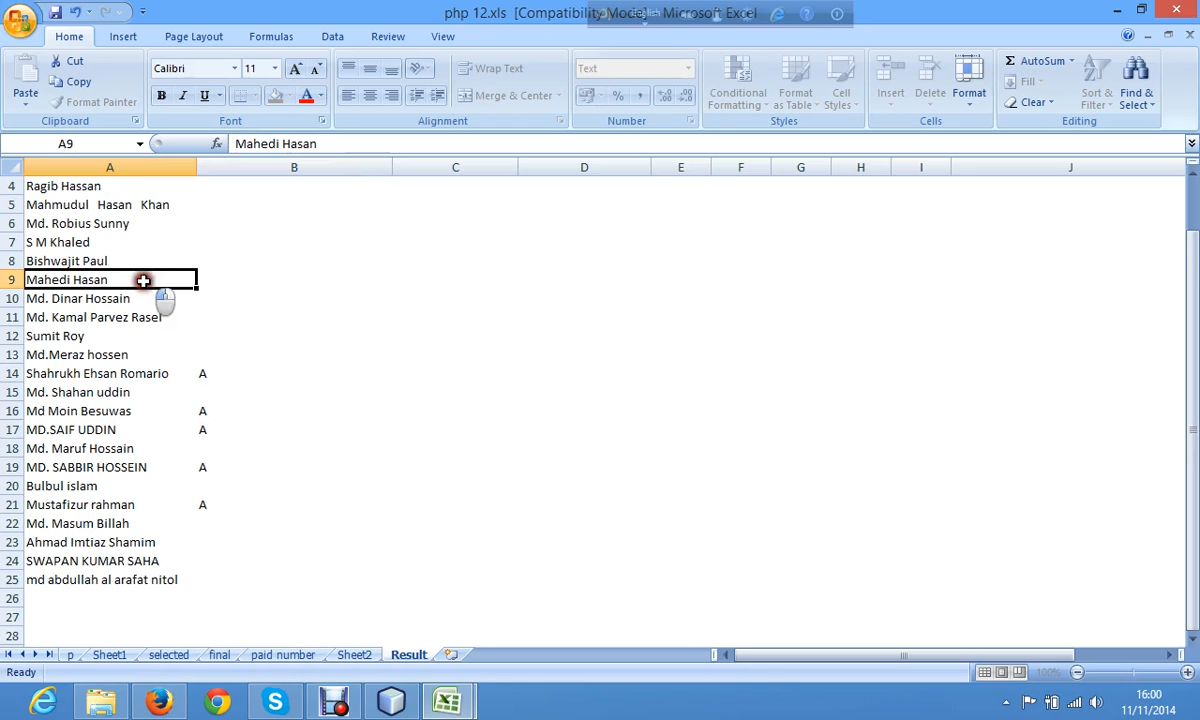 php 12.xls [Compatibility Mode] - Microsoft Excel
Home Insert Page Layout Formulas Data Review View
Paste Cut Copy Format Painter Clipboard
Calibri 11 A A B I U A Font
Wrap Text Merge & Center Alignment
Text % , Number
Conditional Formatting Format as Table Cell Styles Styles
Insert Delete Format Cells
Σ AutoSum Fill Clear Sort & Filter Find & Select Editing
A9 fx Mahedi Hasan
A B C D E F G H I J
4 Ragib Hassan
5 Mahmudul Hasan Khan
6 Md. Robius Sunny
7 S M Khaled
8 Bishwajit Paul
9 Mahedi Hasan
10 Md. Dinar Hossain
11 Md. Kamal Parvez Rasel
12 Sumit Roy
13 Md.Meraz hossen
14 Shahrukh Ehsan Romario A
15 Md. Shahan uddin
16 Md Moin Besuwas A
17 MD.SAIF UDDIN A
18 Md. Maruf Hossain
19 MD. SABBIR HOSSEIN A
20 Bulbul islam
21 Mustafizur rahman A
22 Md. Masum Billah
23 Ahmad Imtiaz Shamim
24 SWAPAN KUMAR SAHA
25 md abdullah al arafat nitol
26
27
28
p Sheet1 selected final paid number Sheet2 Result
Ready 100%
16:00
11/11/2014